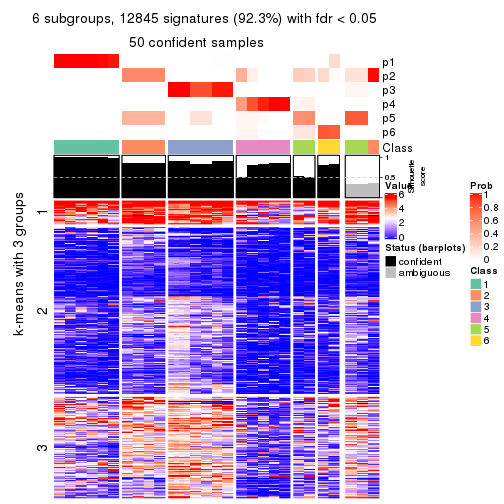 6 subgroups, 12845 signatures (92.3%) with fdr < 0.05
50 confident samples
p1
p2
p3
p4
p5
p6
Class
1
0.5
0
Silhouette
score
k-means with 3 groups
1
2
3
Value
6
4
2
0
Status (barplots)
confident
ambiguous
Prob
1
0.8
0.6
0.4
0.2
0
Class
1
2
3
4
5
6